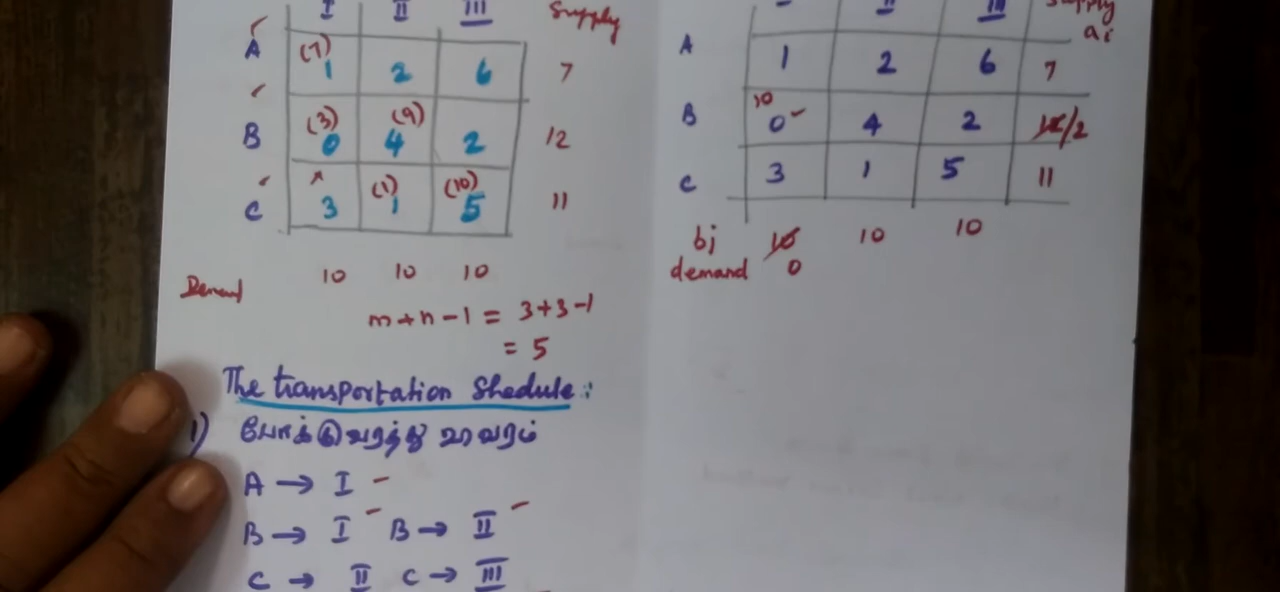 I II III Supply
A (7) 1 2 6 7
B (3) 0 (9) 4 2 12
C 3 (1) 1 (10) 5 11
Demand 10 10 10
m+n-1 = 3+3-1
= 5
The transportation Shedule:
1) போக்குவரத்து
A → I
B → I B → II
C → II C → III
II III Supply
ai
A 1 2 6 7
B 10 0 4 2 12/2
C 3 1 5 11
bj 10 10 10
demand 0